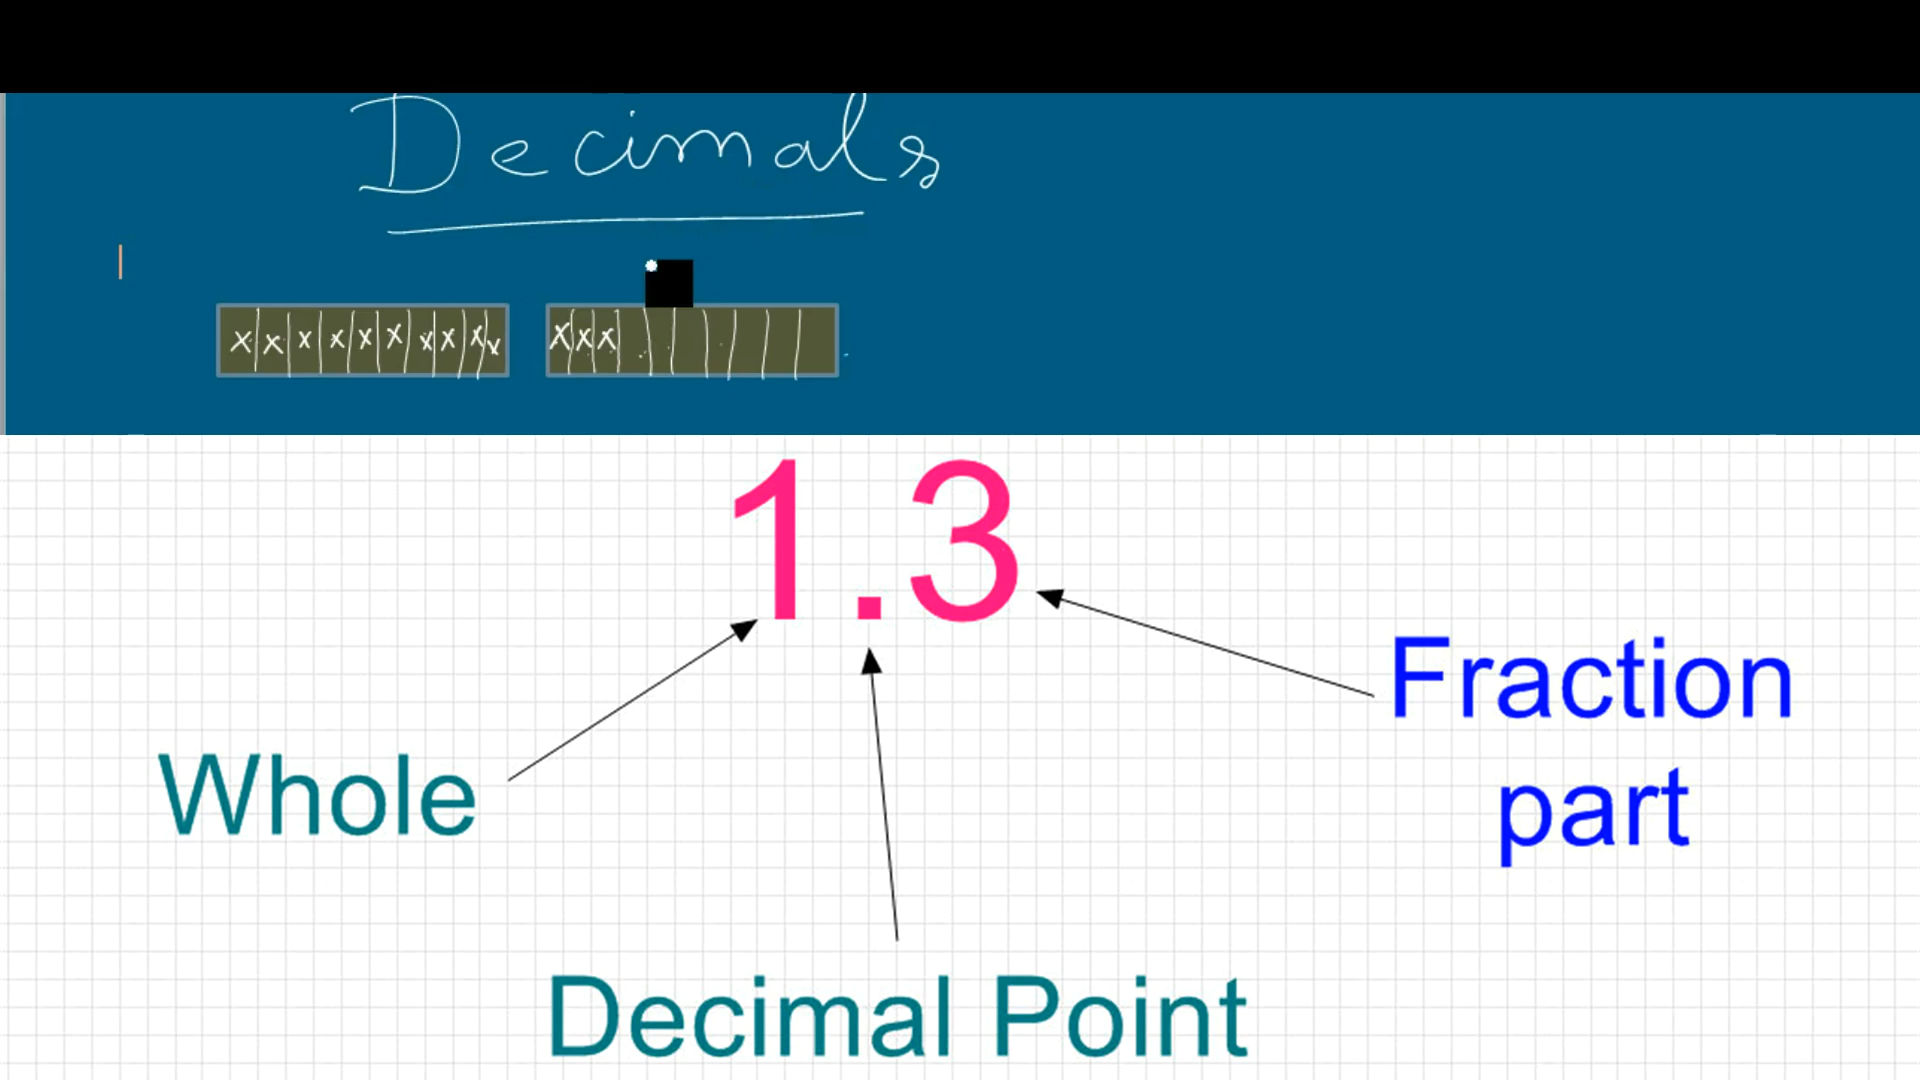 Decimals
x x x x x x x x x x x x x
1.3
Fraction
part
Whole
Decimal Point